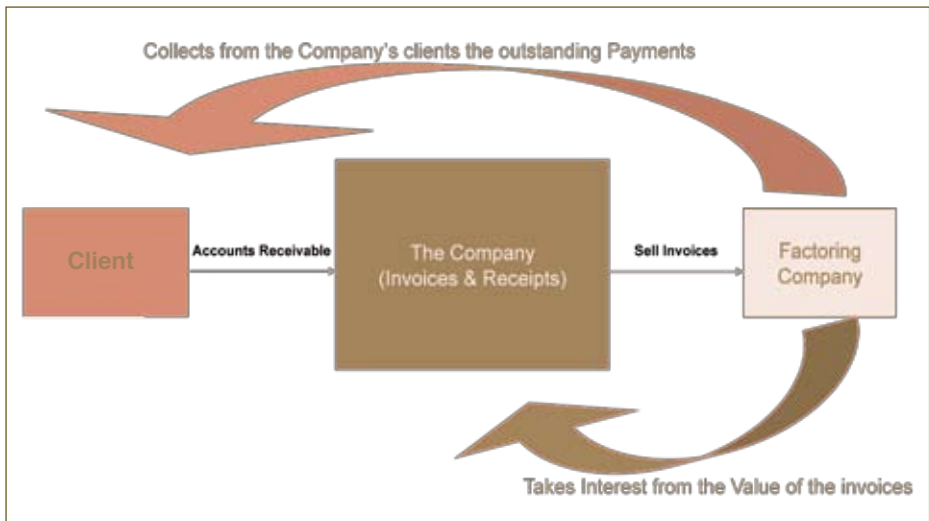 Collects from the Company's clients the outstanding Payments
Client
Accounts Receivable
The Company
(Invoices & Receipts)
Sell Invoices
Factoring
Company
Takes Interest from the Value of the invoices